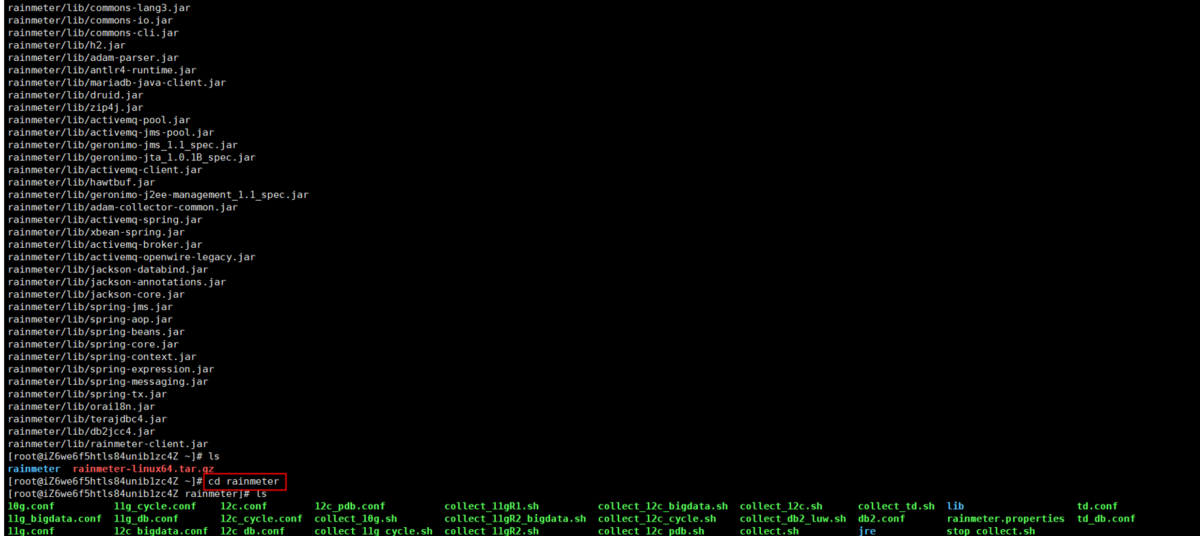 rainmeter/lib/commons-lang3.jar
rainmeter/lib/commons-io.jar
rainmeter/lib/commons-cli.jar
rainmeter/lib/h2.jar
rainmeter/lib/adam-parser.jar
rainmeter/lib/antlr4-runtime.jar
rainmeter/lib/mariadb-java-client.jar
rainmeter/lib/druid.jar
rainmeter/lib/zip4j.jar
rainmeter/lib/activemq-pool.jar
rainmeter/lib/activemq-jms-pool.jar
rainmeter/lib/geronimo-jms_1.1_spec.jar
rainmeter/lib/geronimo-jta_1.0.1B_spec.jar
rainmeter/lib/activemq-client.jar
rainmeter/lib/hawtbuf.jar
rainmeter/lib/geronimo-j2ee-management_1.1_spec.jar
rainmeter/lib/adam-collector-common.jar
rainmeter/lib/activemq-spring.jar
rainmeter/lib/xbean-spring.jar
rainmeter/lib/activemq-broker.jar
rainmeter/lib/activemq-openwire-legacy.jar
rainmeter/lib/jackson-databind.jar
rainmeter/lib/jackson-annotations.jar
rainmeter/lib/jackson-core.jar
rainmeter/lib/spring-jms.jar
rainmeter/lib/spring-aop.jar
rainmeter/lib/spring-beans.jar
rainmeter/lib/spring-core.jar
rainmeter/lib/spring-context.jar
rainmeter/lib/spring-expression.jar
rainmeter/lib/spring-messaging.jar
rainmeter/lib/spring-tx.jar
rainmeter/lib/orai18n.jar
rainmeter/lib/terajdbc4.jar
rainmeter/lib/db2jcc4.jar
rainmeter/lib/rainmeter-client.jar
[root@iZ6we6f5htls84unib1zc4Z ~]# ls
rainmeter rainmeter-linux64.tar.gz
[root@iZ6we6f5htls84unib1zc4Z ~]# cd rainmeter
[root@iZ6we6f5htls84unib1zc4Z rainmeter]# ls
10g.conf 11g_cycle.conf 12c.conf 12c_pdb.conf collect_11gR1.sh collect_12c_bigdata.sh collect_12c.sh collect_td.sh lib td.conf
11g_bigdata.conf 11g_db.conf 12c_cycle.conf collect_10g.sh collect_11gR2_bigdata.sh collect_12c_cycle.sh collect_db2_luw.sh db2.conf rainmeter.properties td_db.conf
11g.conf 12c_bigdata.conf 12c_db.conf collect_11g_cycle.sh collect_11gR2.sh collect_12c_pdb.sh collect.sh jre stop_collect.sh